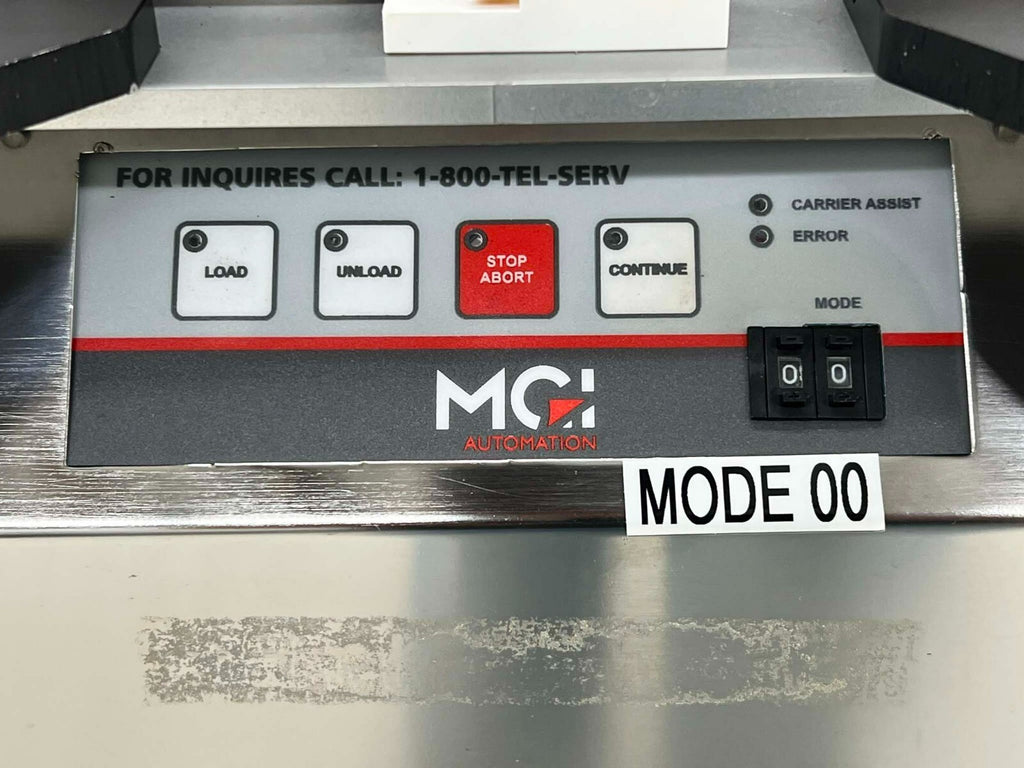 FOR INQUIRES CALL: 1-800-TEL-SERV
CARRIER ASSIST
ERROR
LOAD
UNLOAD
STOP
ABORT
CONTINUE
MODE
0 0
MGI
AUTOMATION
MODE 00